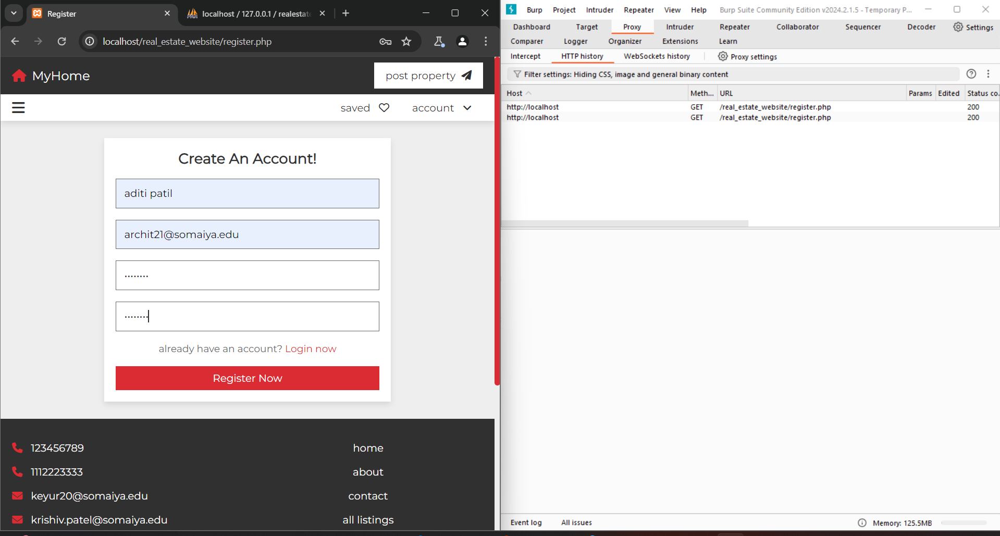 Register
localhost / 127.0.0.1 / realestat
localhost/real_estate_website/register.php
MyHome
post property
saved
account
Create An Account!
aditi patil
archit21@somaiya.edu
........
........
already have an account? Login now
Register Now
123456789
home
1112223333
about
keyur20@somaiya.edu
contact
krishiv.patel@somaiya.edu
all listings
Burp Project Intruder Repeater View Help Burp Suite Community Edition v2024.2.1.5 - Temporary P...
Dashboard Target Proxy Intruder Repeater Collaborator Sequencer Decoder Settings
Comparer Logger Organizer Extensions Learn
Intercept HTTP history WebSockets history Proxy settings
Filter settings: Hiding CSS, image and general binary content
Host Meth... URL Params Edited Status co.
http://localhost GET /real_estate_website/register.php 200
http://localhost GET /real_estate_website/register.php 200
Event log All issues Memory: 125.5MB